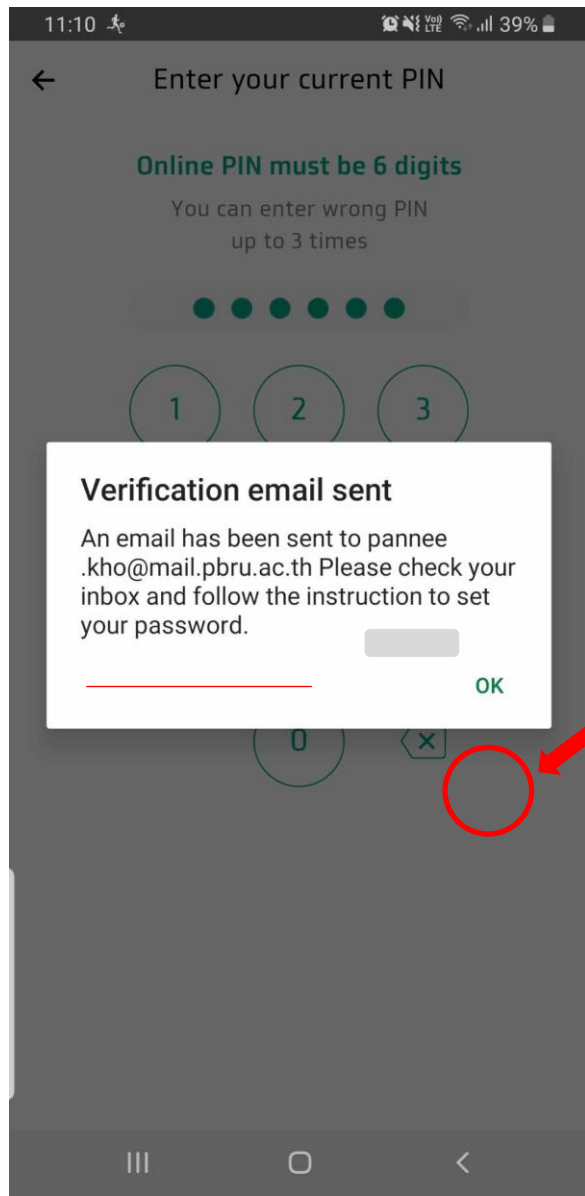 11:10 Vo) LTE 39%
Enter your current PIN
Online PIN must be 6 digits
You can enter wrong PIN
up to 3 times
1 2 3
Verification email sent
An email has been sent to pannee
.kho@mail.pbru.ac.th Please check your
inbox and follow the instruction to set
your password.
OK
0